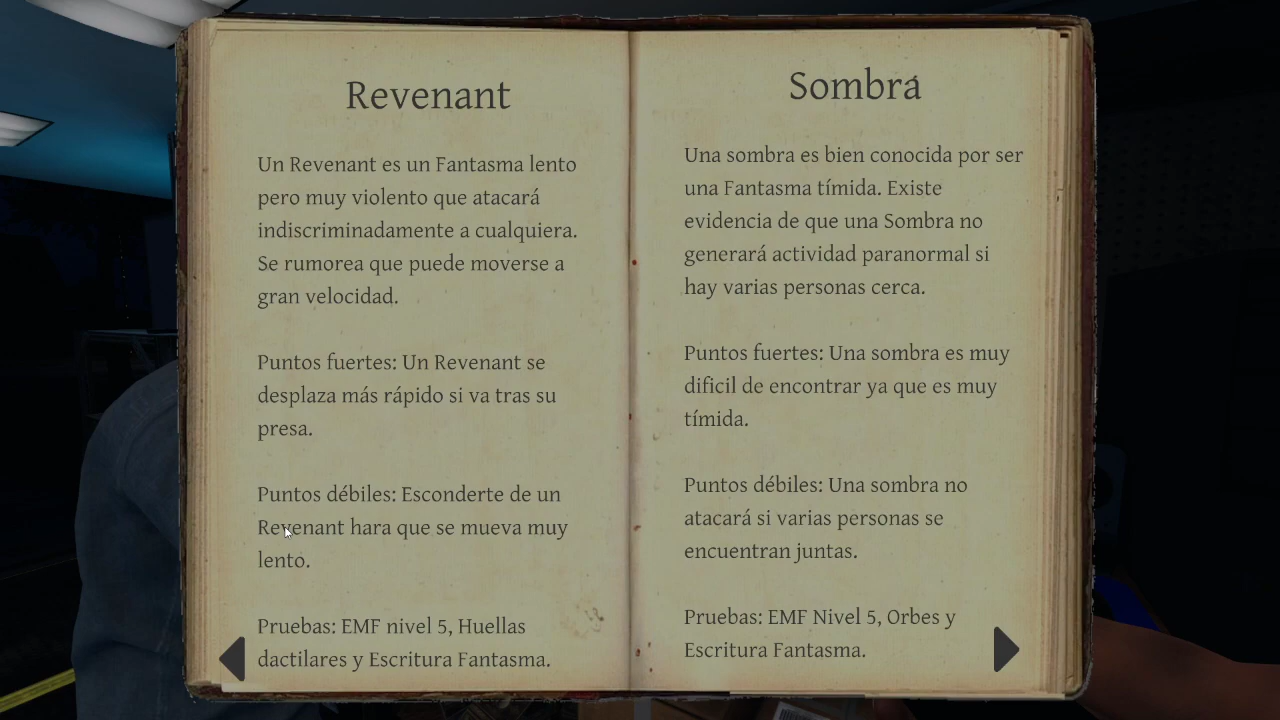 Revenant
Un Revenant es un Fantasma lento
pero muy violento que atacará
indiscriminadamente a cualquiera.
Se rumorea que puede moverse a
gran velocidad.
Puntos fuertes: Un Revenant se
desplaza más rápido si va tras su
presa.
Puntos débiles: Esconderte de un
Revenant hara que se mueva muy
lento.
Pruebas: EMF nivel 5, Huellas
dactilares y Escritura Fantasma.
Sombra
Una sombra es bien conocida por ser
una Fantasma tímida. Existe
evidencia de que una Sombra no
generará actividad paranormal si
hay varias personas cerca.
Puntos fuertes: Una sombra es muy
dificil de encontrar ya que es muy
tímida.
Puntos débiles: Una sombra no
atacará si varias personas se
encuentran juntas.
Pruebas: EMF Nivel 5, Orbes y
Escritura Fantasma.